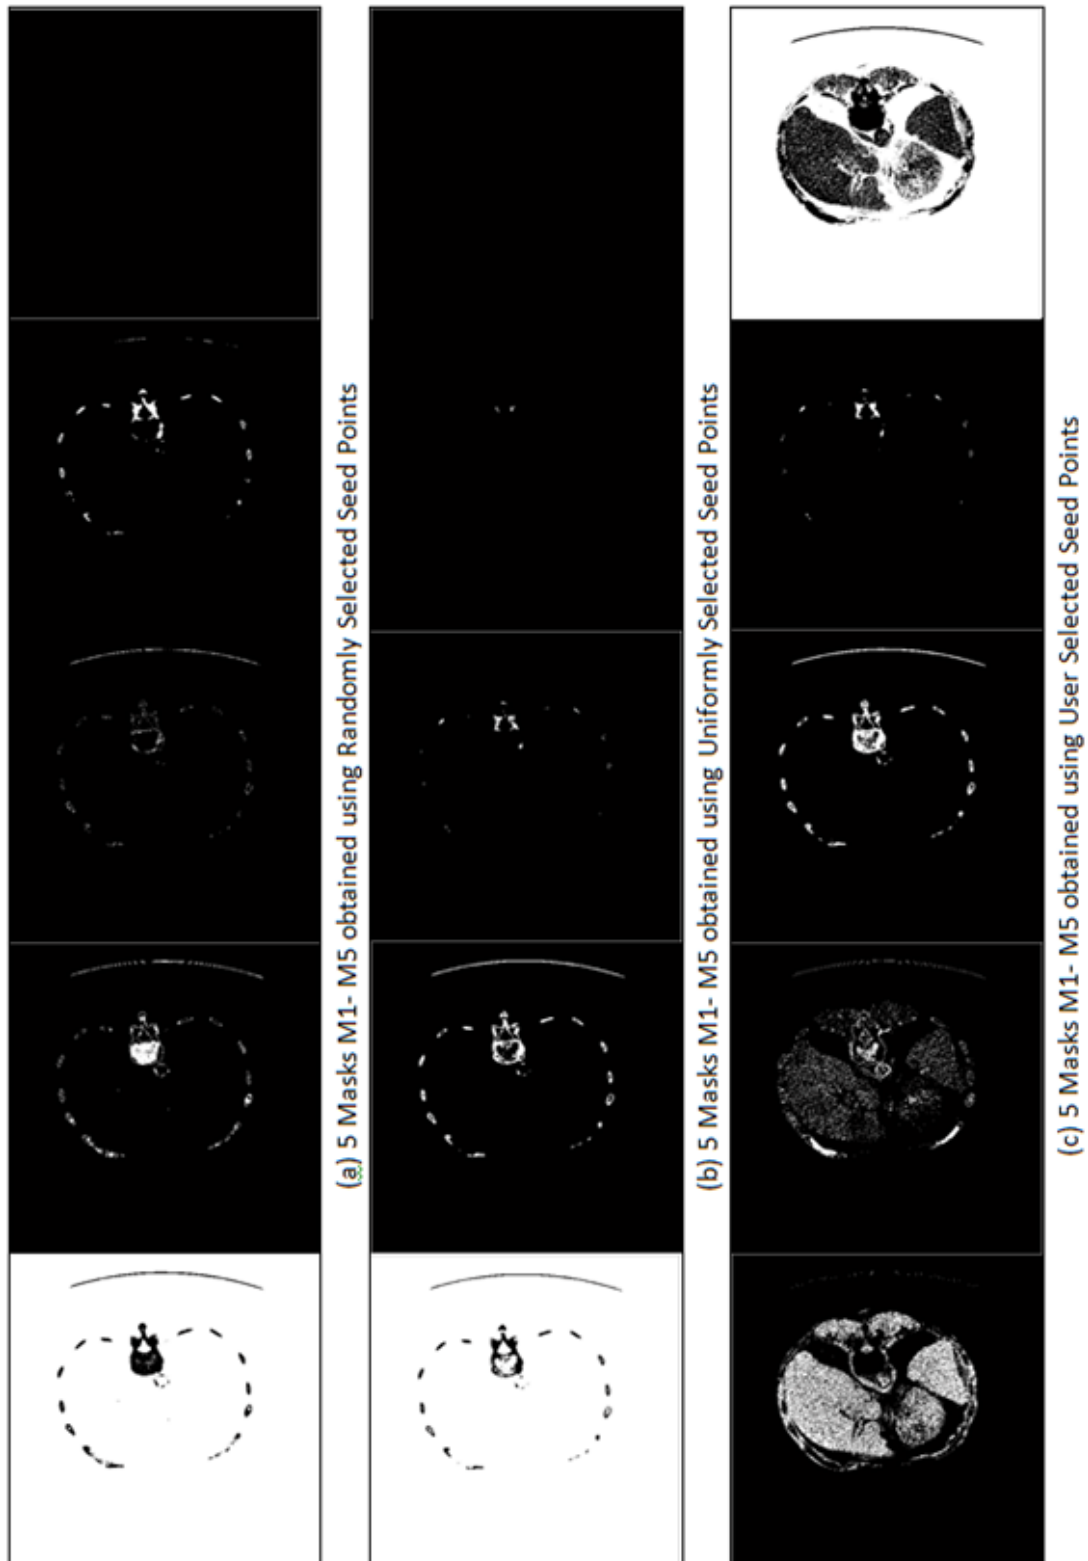 (a) 5 Masks M1- M5 obtained using Randomly Selected Seed Points
(b) 5 Masks M1- M5 obtained using Uniformly Selected Seed Points
(c) 5 Masks M1- M5 obtained using User Selected Seed Points